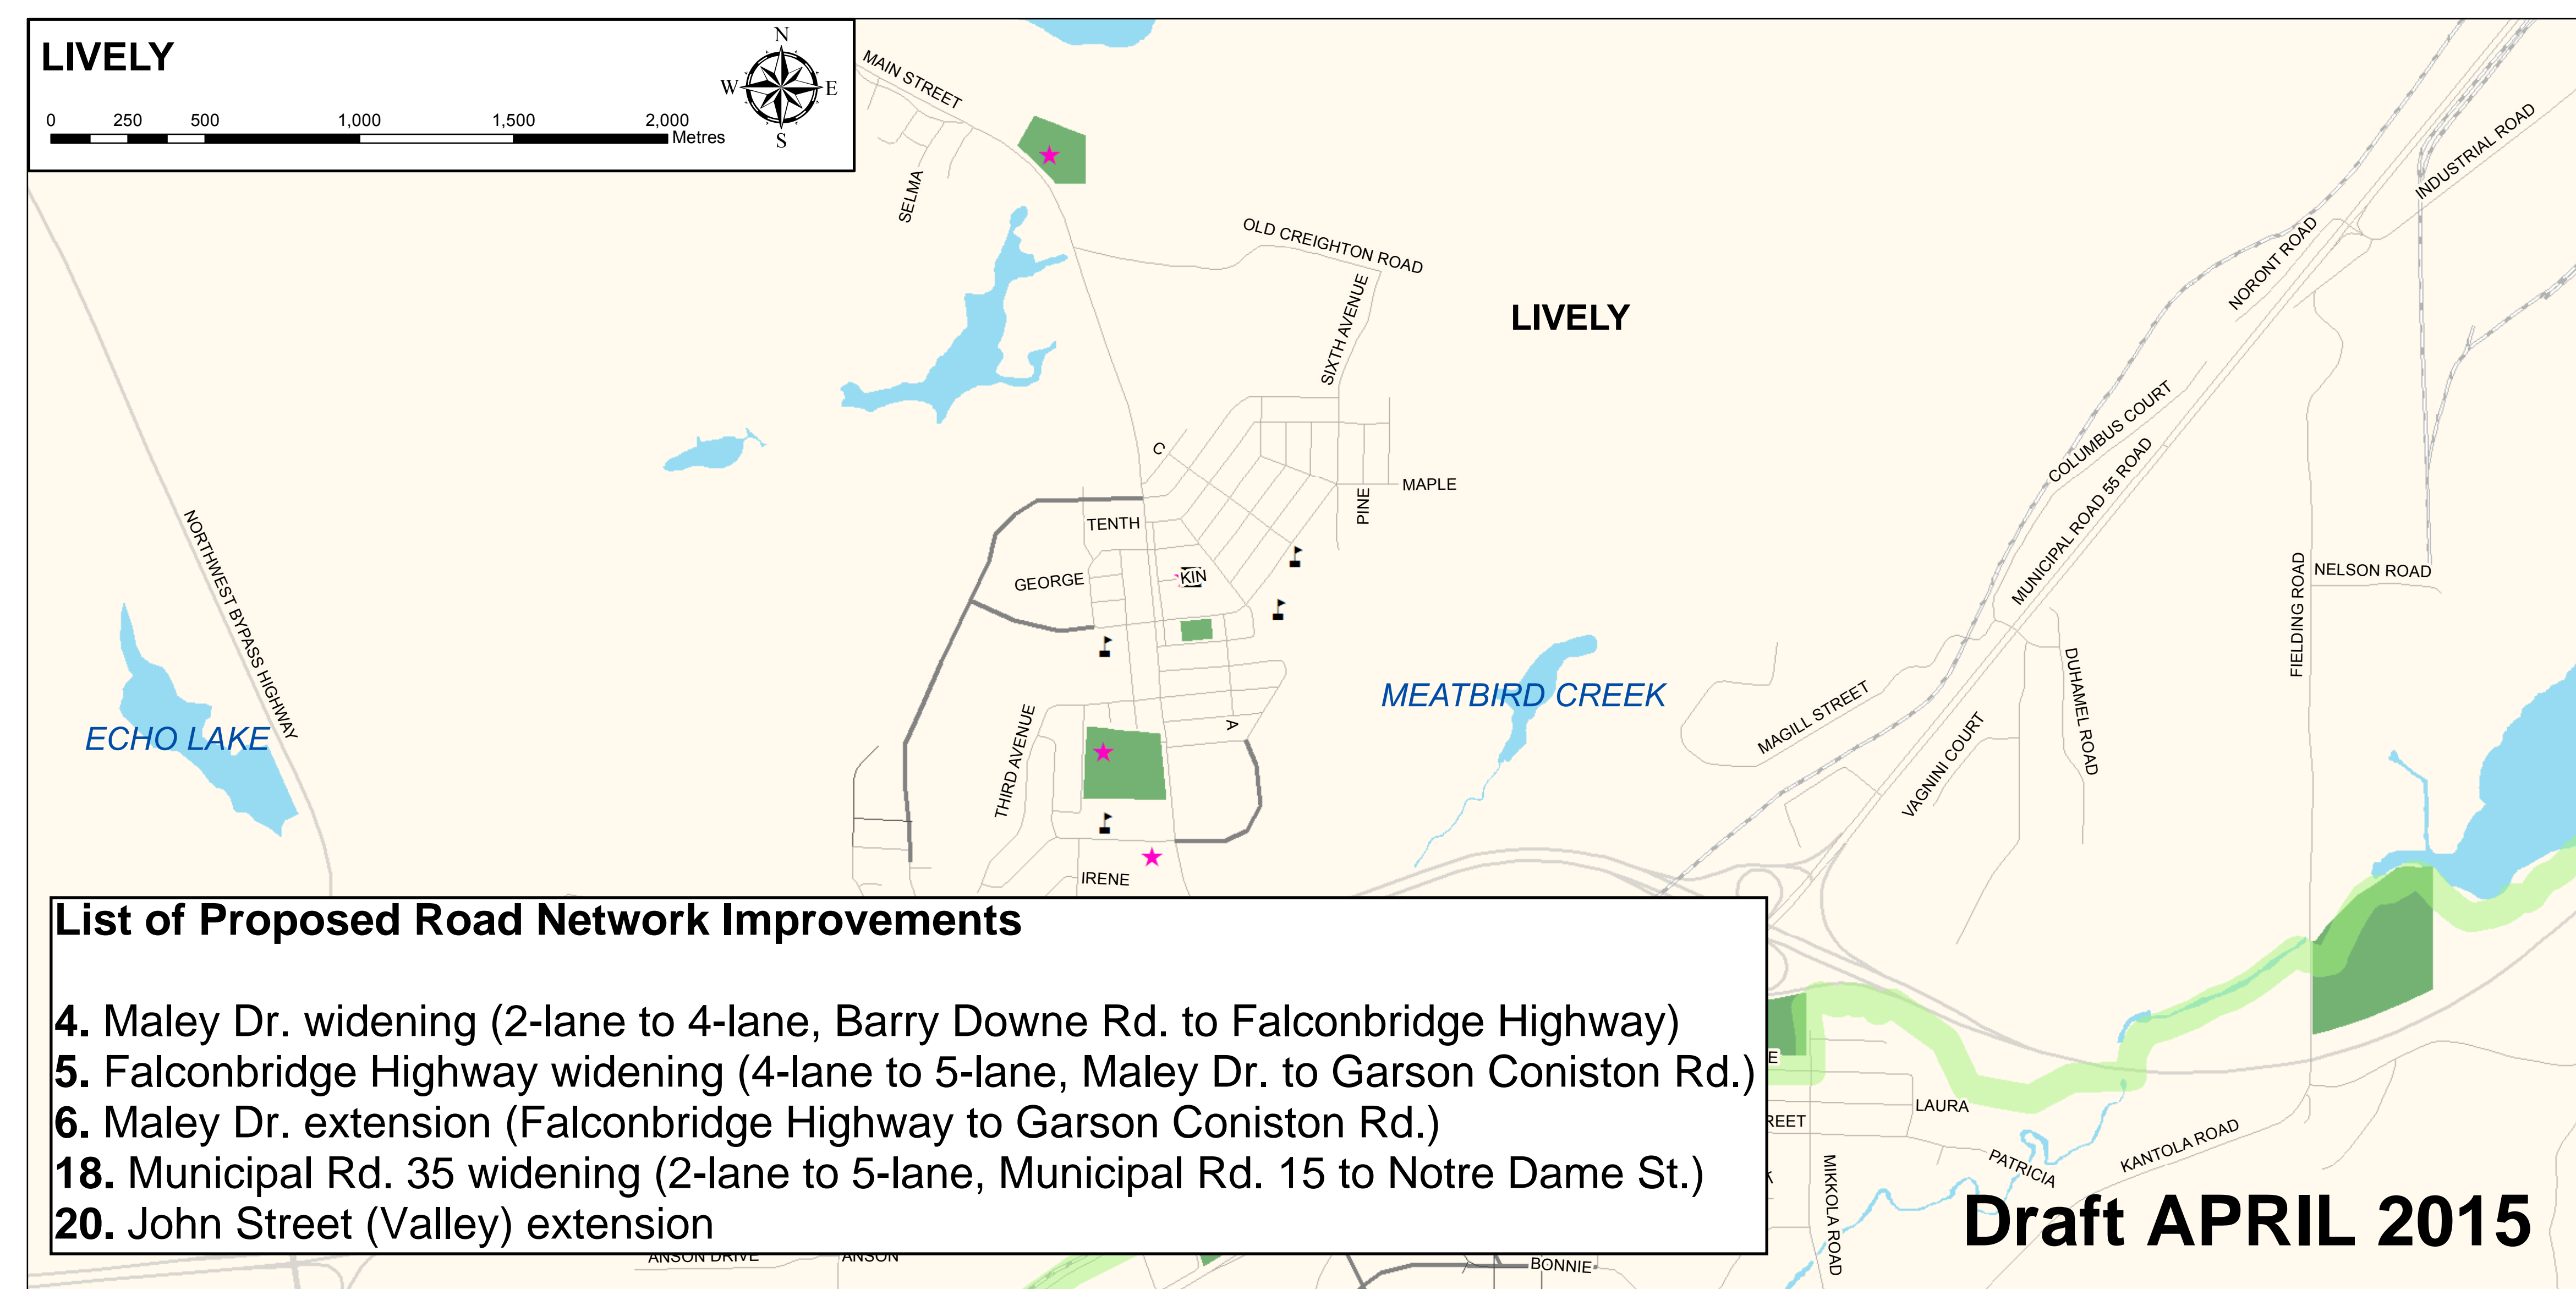 LIVELY
N
W
E
S
0 250 500 1,000 1,500 2,000
Metres
MAIN STREET
SELMA
OLD CREIGHTON ROAD
SIXTH AVENUE
LIVELY
INDUSTRIAL ROAD
NORONT ROAD
COLUMBUS COURT
MUNICIPAL ROAD 55 ROAD
C
MAPLE
PINE
TENTH
GEORGE
KIN
NORTHWEST BYPASS HIGHWAY
ECHO LAKE
MEATBIRD CREEK
FIELDING ROAD
NELSON ROAD
DUHAMEL ROAD
MAGILL STREET
VAGNINI COURT
THIRD AVENUE
A
IRENE
List of Proposed Road Network Improvements
4. Maley Dr. widening (2-lane to 4-lane, Barry Downe Rd. to Falconbridge Highway)
5. Falconbridge Highway widening (4-lane to 5-lane, Maley Dr. to Garson Coniston Rd.)
6. Maley Dr. extension (Falconbridge Highway to Garson Coniston Rd.)
18. Municipal Rd. 35 widening (2-lane to 5-lane, Municipal Rd. 15 to Notre Dame St.)
20. John Street (Valley) extension
E
REET
LAURA
PATRICIA
KANTOLA ROAD
MIKKOLA ROAD
ANSON DRIVE
ANSON
BONNIE
Draft APRIL 2015